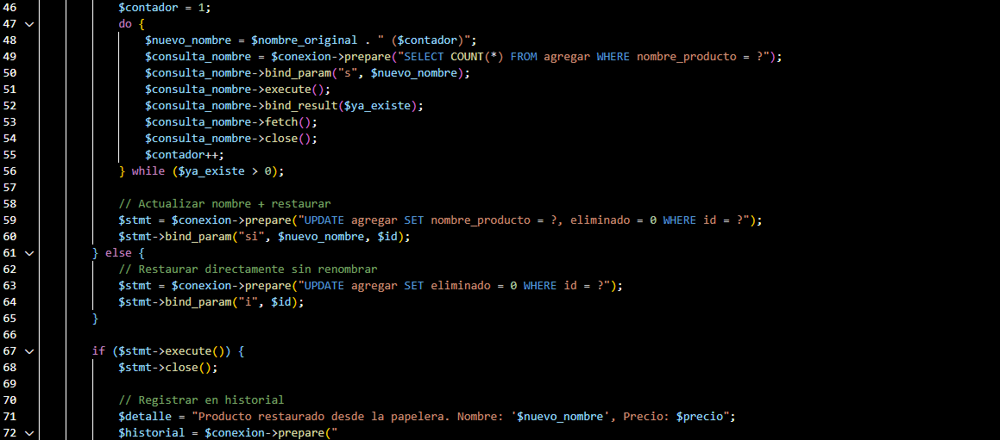 46 $contador = 1;
47 do {
48 $nuevo_nombre = $nombre_original . " ($contador)";
49 $consulta_nombre = $conexion->prepare("SELECT COUNT(*) FROM agregar WHERE nombre_producto = ?");
50 $consulta_nombre->bind_param("s", $nuevo_nombre);
51 $consulta_nombre->execute();
52 $consulta_nombre->bind_result($ya_existe);
53 $consulta_nombre->fetch();
54 $consulta_nombre->close();
55 $contador++;
56 } while ($ya_existe > 0);
57
58 // Actualizar nombre + restaurar
59 $stmt = $conexion->prepare("UPDATE agregar SET nombre_producto = ?, eliminado = 0 WHERE id = ?");
60 $stmt->bind_param("si", $nuevo_nombre, $id);
61 } else {
62 // Restaurar directamente sin renombrar
63 $stmt = $conexion->prepare("UPDATE agregar SET eliminado = 0 WHERE id = ?");
64 $stmt->bind_param("i", $id);
65 }
66
67 if ($stmt->execute()) {
68 $stmt->close();
69
70 // Registrar en historial
71 $detalle = "Producto restaurado desde la papelera. Nombre: '$nuevo_nombre', Precio: $precio";
72 $historial = $conexion->prepare("